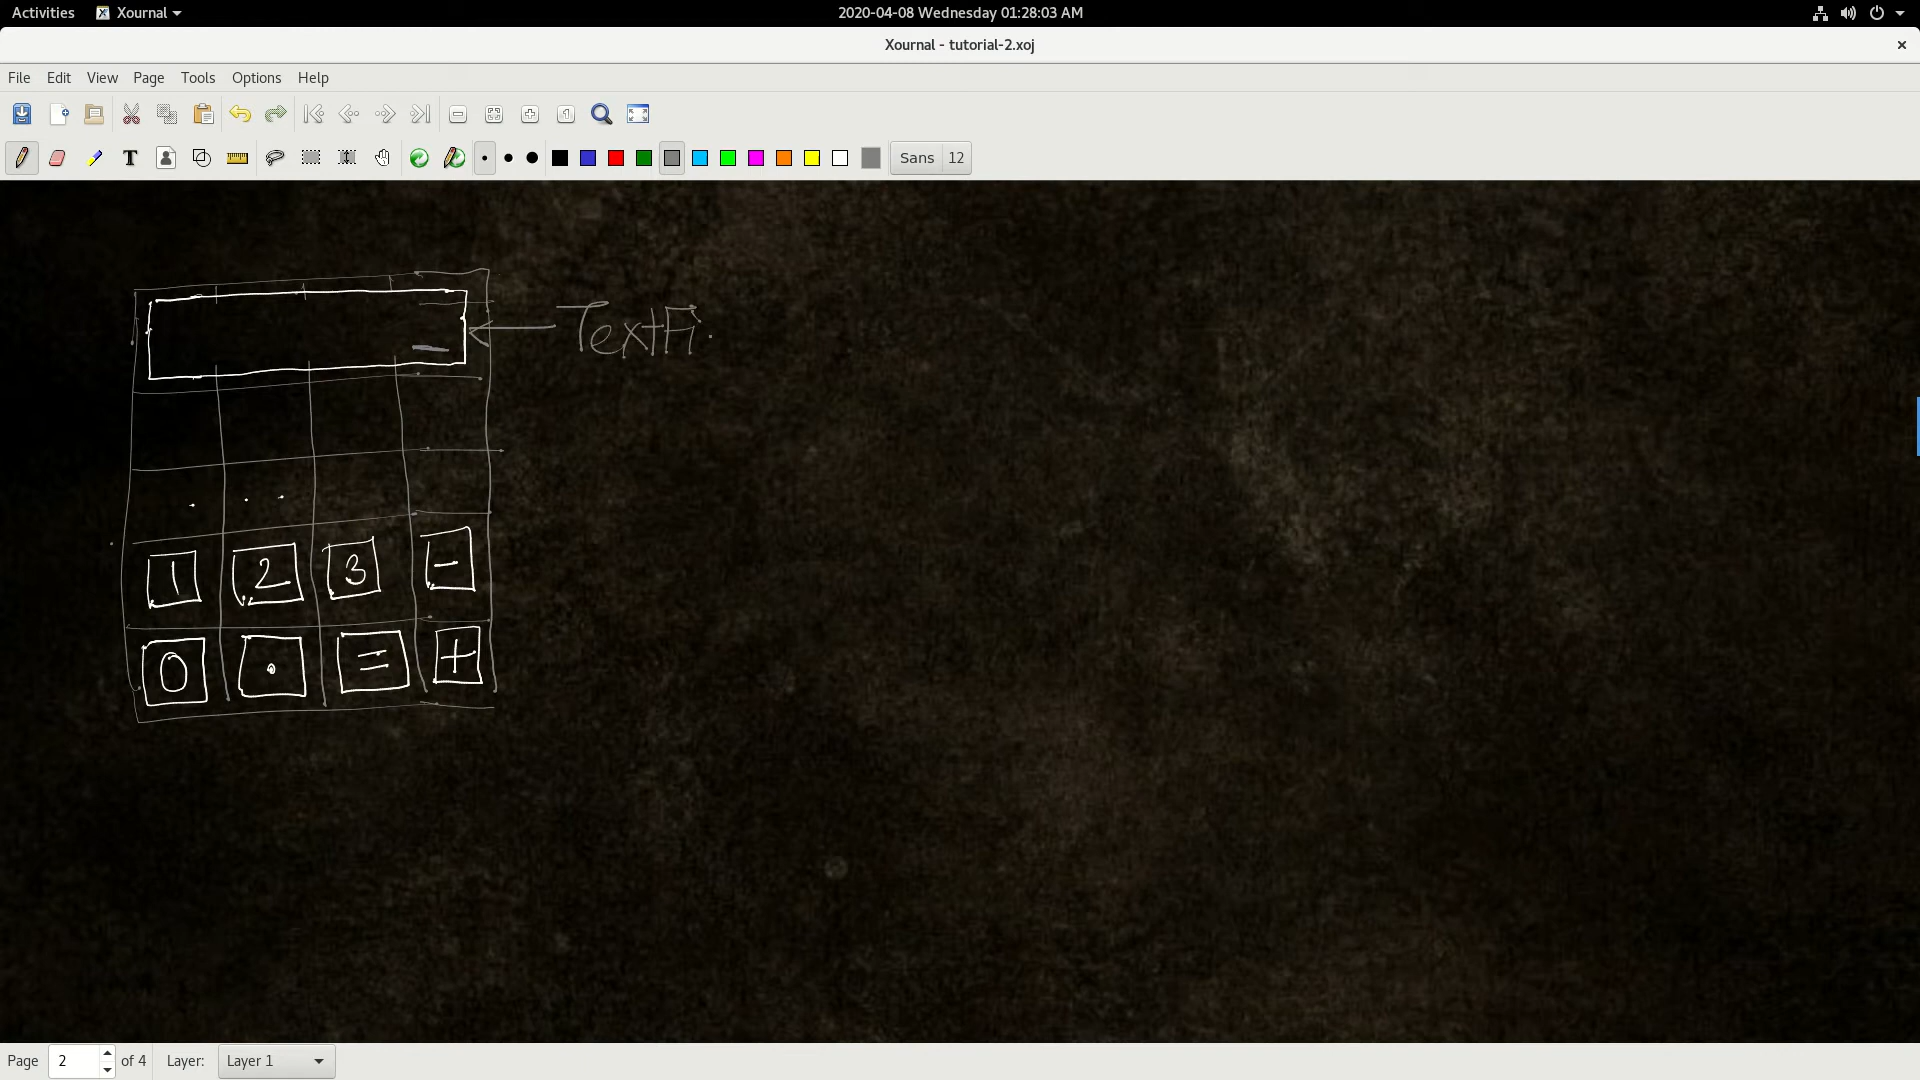 Activities Xournal 2020-04-08 Wednesday 01:28:03 AM
Xournal - tutorial-2.xoj
File Edit View Page Tools Options Help
T Sans 12
TextFi
1 2 3 -
0 . = +
Page 2 of 4 Layer: Layer 1